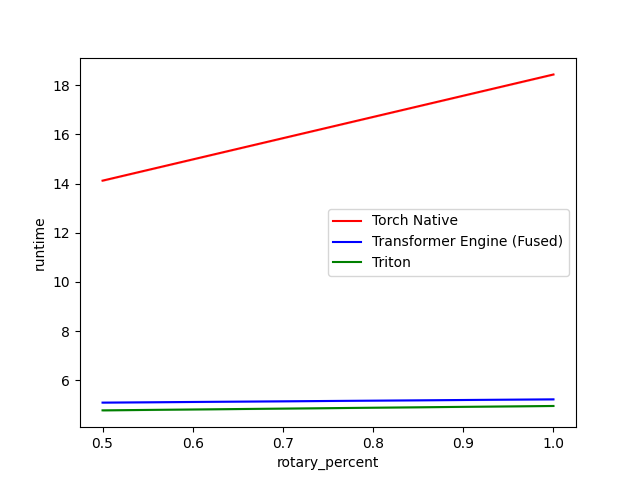 18
16
14
12
10
8
6
runtime
Torch Native
Transformer Engine (Fused)
Triton
0.5
0.6
0.7
0.8
0.9
1.0
rotary_percent